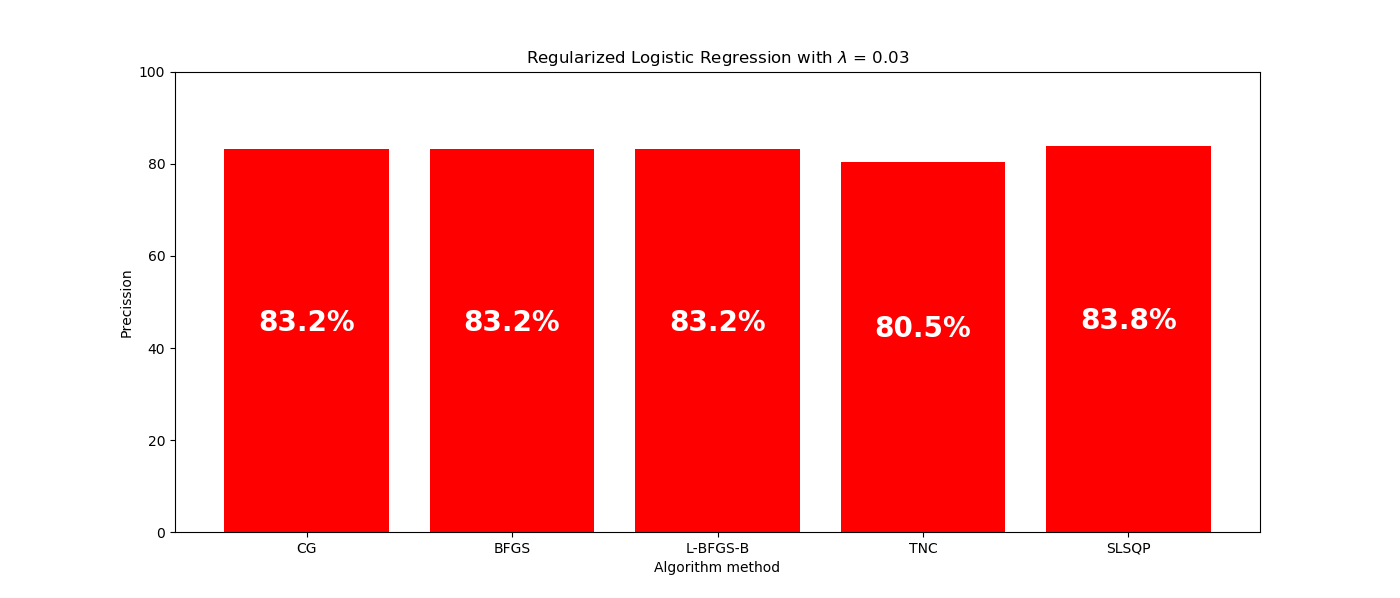 Regularized Logistic Regression with λ = 0.03
100
80
60
40
20
0
Precission
83.2%
83.2%
83.2%
80.5%
83.8%
CG
BFGS
L-BFGS-B
TNC
SLSQP
Algorithm method